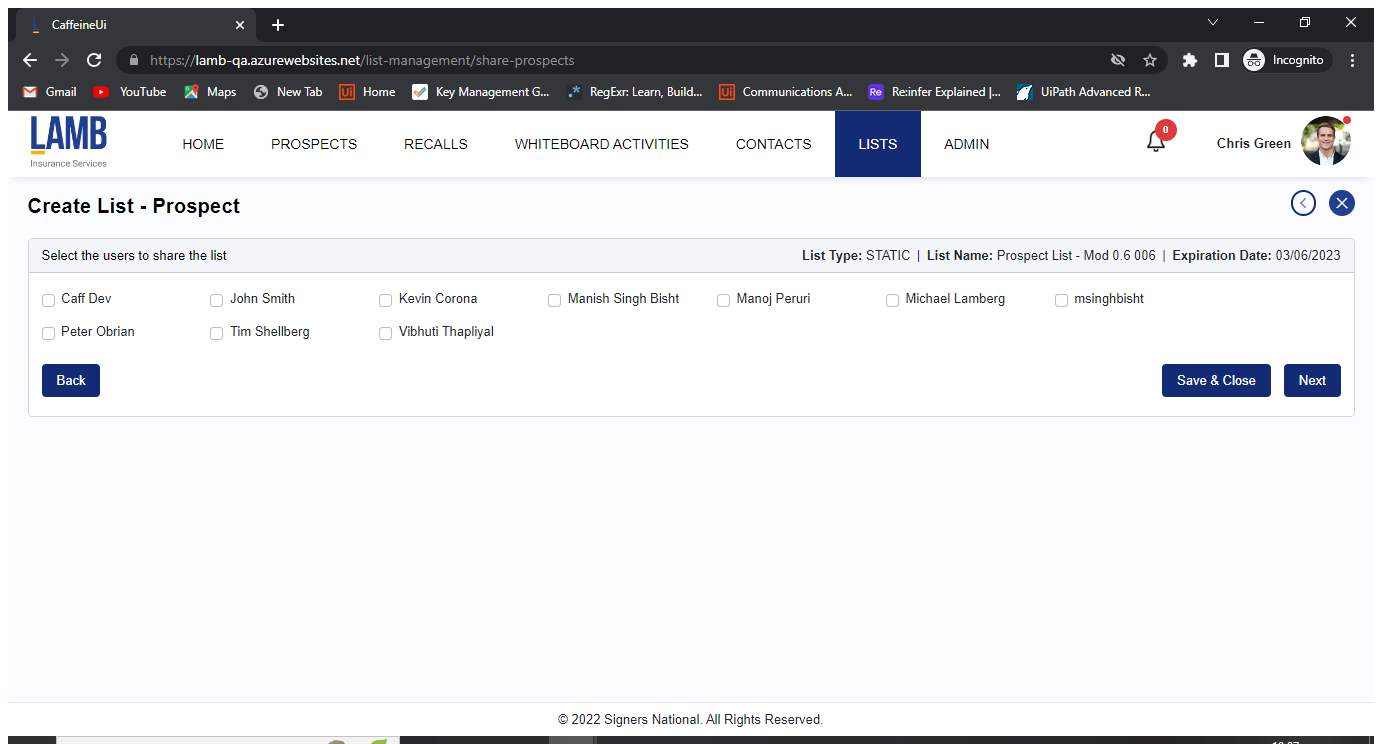 CaffeineUi
https://lamb-qa.azurewebsites.net/list-management/share-prospects
Incognito
Gmail YouTube Maps New Tab Ui Home Key Management G... .* RegExr: Learn, Build... Ui Communications A... Re Reinfer Explained |... UiPath Advanced R...
LAMB
Insurance Services
HOME PROSPECTS RECALLS WHITEBOARD ACTIVITIES CONTACTS LISTS ADMIN 0 Chris Green
Create List - Prospect
Select the users to share the list List Type: STATIC | List Name: Prospect List - Mod 0.6 006 | Expiration Date: 03/06/2023
Caff Dev John Smith Kevin Corona Manish Singh Bisht Manoj Peruri Michael Lamberg msinghbisht
Peter Obrian Tim Shellberg Vibhuti Thapliyal
Back Save & Close Next
© 2022 Signers National. All Rights Reserved.